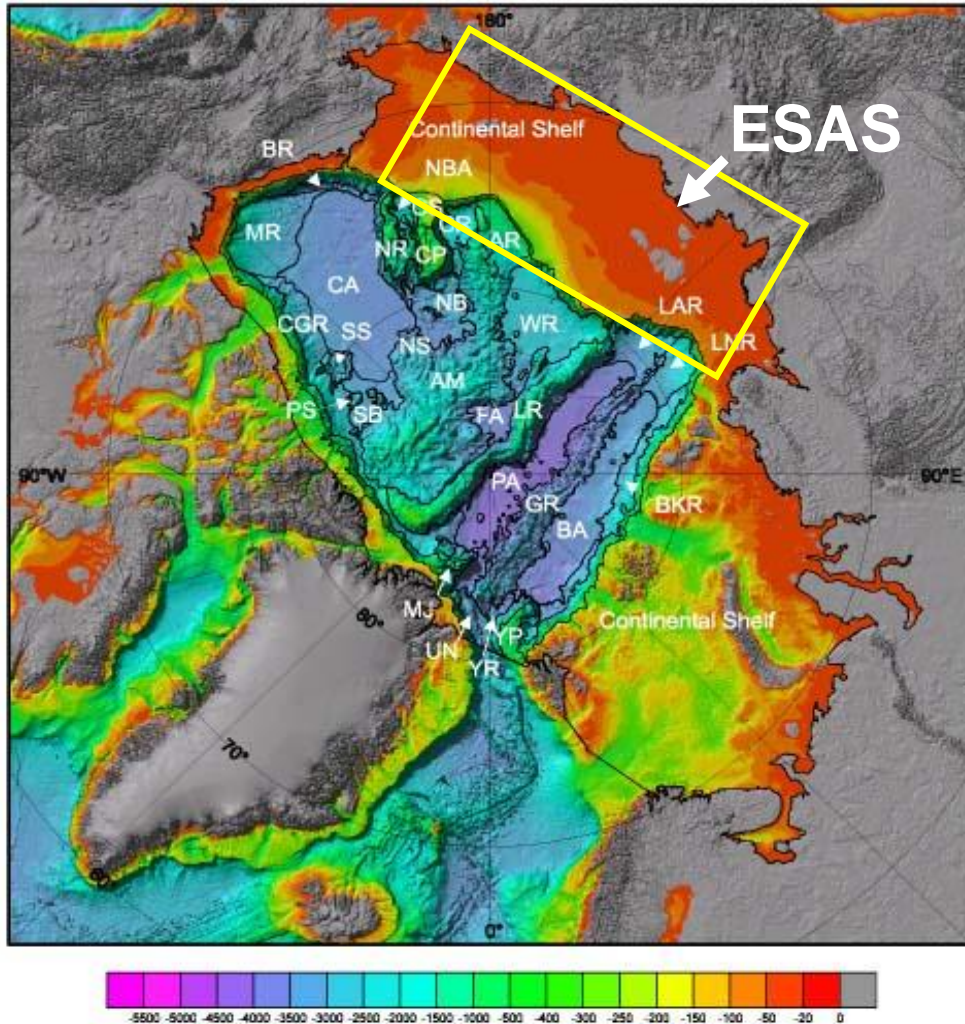 180°
ESAS
Continental Shelf
BR
NBA
MR
NR
CP
AR
CA
NB
LAR
CGR
SS
NS
WR
LNR
AM
PS
SB
FA
LR
90°W
PA
GR
BA
BKR
90°E
MJ
80°
UN
YP
YR
Continental Shelf
70°
0°
-5500 -5000 -4500 -4000 -3500 -3000 -2500 -2000 -1500 -1000 -500 -400 -300 -200 -150 -100 -50 -20 0